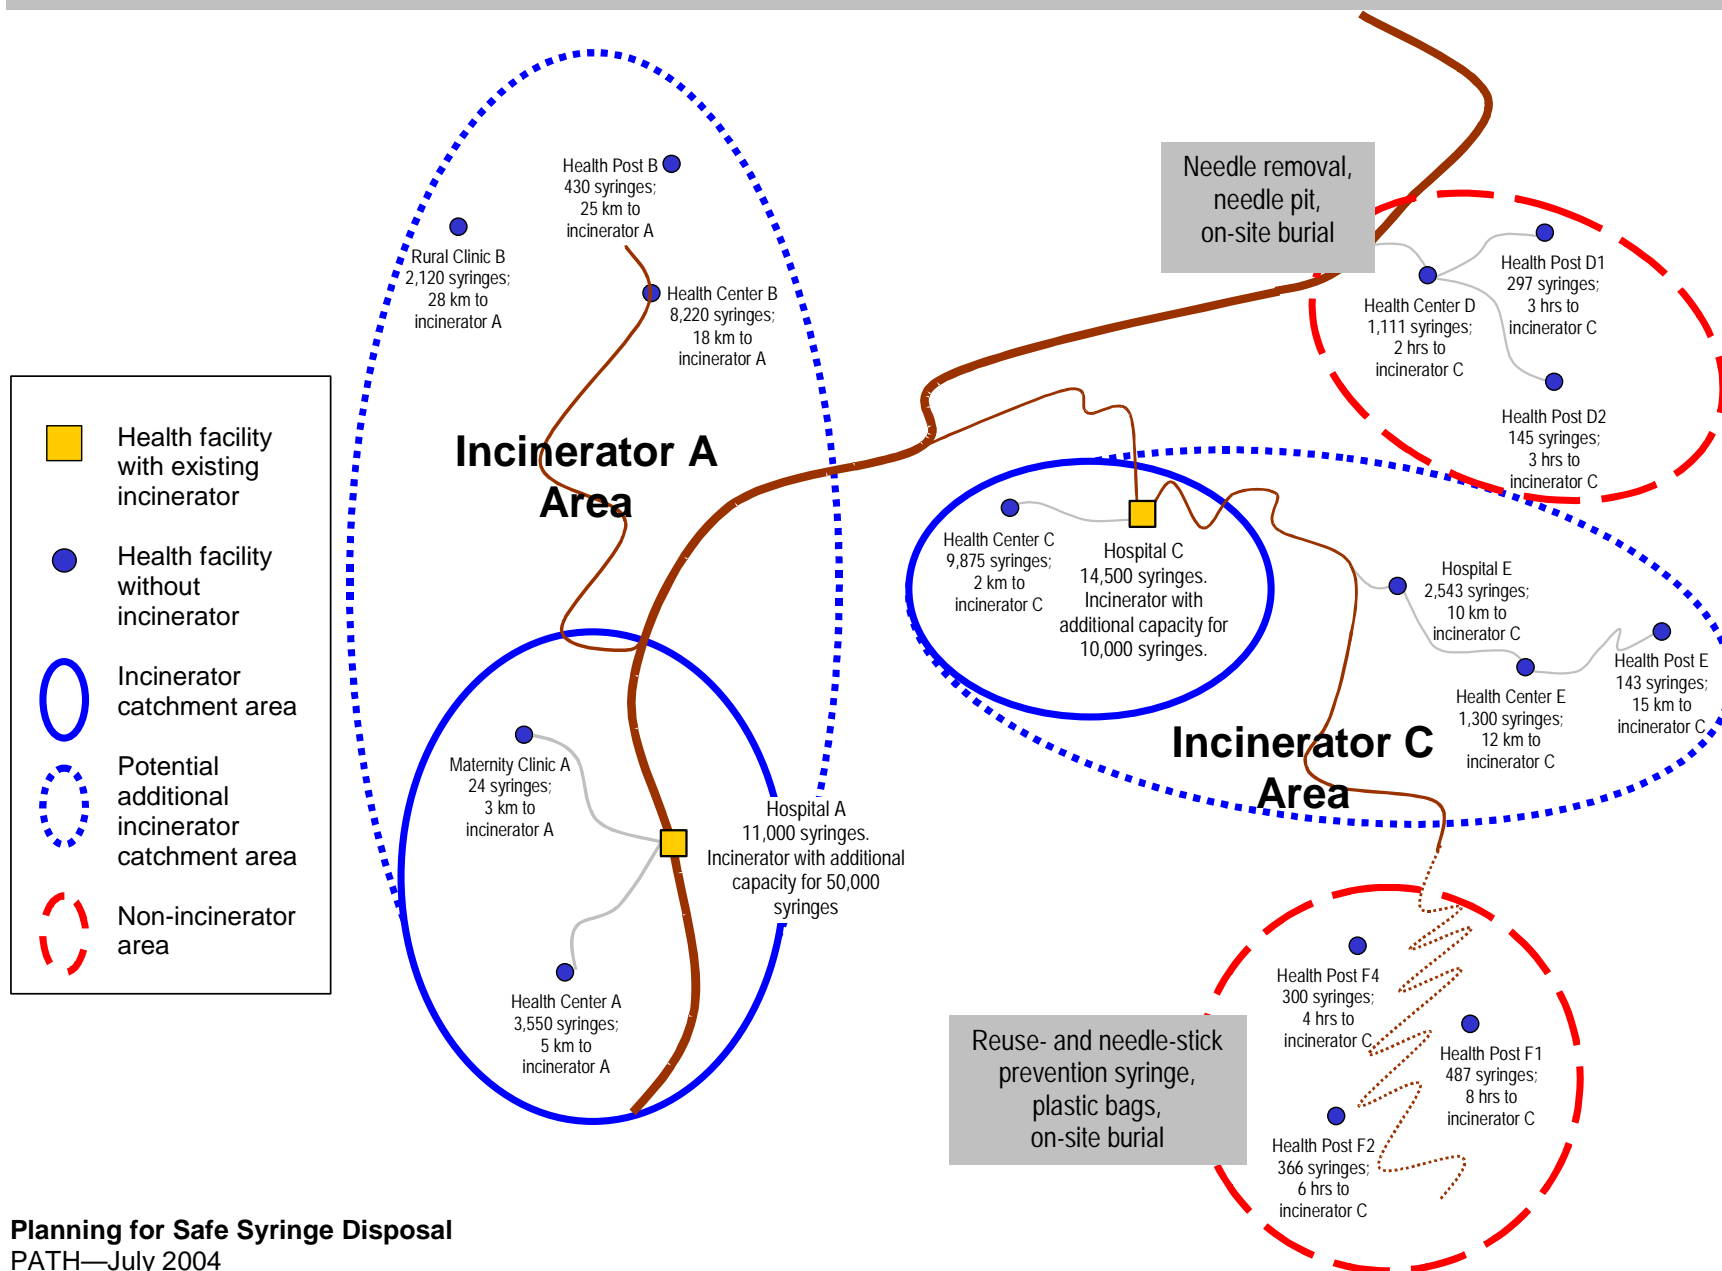 Health Post B
430 syringes;
25 km to
incinerator A
Rural Clinic B
2,120 syringes;
28 km to
incinerator A
Health Center B
8,220 syringes;
18 km to
incinerator A
Incinerator A
Area
Needle removal,
needle pit,
on-site burial
Health Post D1
297 syringes;
3 hrs to
incinerator C
Health Center D
1,111 syringes;
2 hrs to
incinerator C
Health Post D2
145 syringes;
3 hrs to
incinerator C
Health facility
with existing
incinerator
Health facility
without
incinerator
Incinerator
catchment area
Potential
additional
incinerator
catchment area
Non-incinerator
area
Health Center C
9,875 syringes;
2 km to
incinerator C
Hospital C
14,500 syringes.
Incinerator with
additional capacity for
10,000 syringes.
Hospital E
2,543 syringes;
10 km to
incinerator C
Health Post E
143 syringes;
15 km to
incinerator C
Health Center E
1,300 syringes;
12 km to
incinerator C
Incinerator C
Area
Maternity Clinic A
24 syringes;
3 km to
incinerator A
Hospital A
11,000 syringes.
Incinerator with additional
capacity for 50,000
syringes
Health Center A
3,550 syringes;
5 km to
incinerator A
Reuse- and needle-stick
prevention syringe,
plastic bags,
on-site burial
Health Post F4
300 syringes;
4 hrs to
incinerator C
Health Post F1
487 syringes;
8 hrs to
incinerator C
Health Post F2
366 syringes;
6 hrs to
incinerator C
Planning for Safe Syringe Disposal
PATH—July 2004